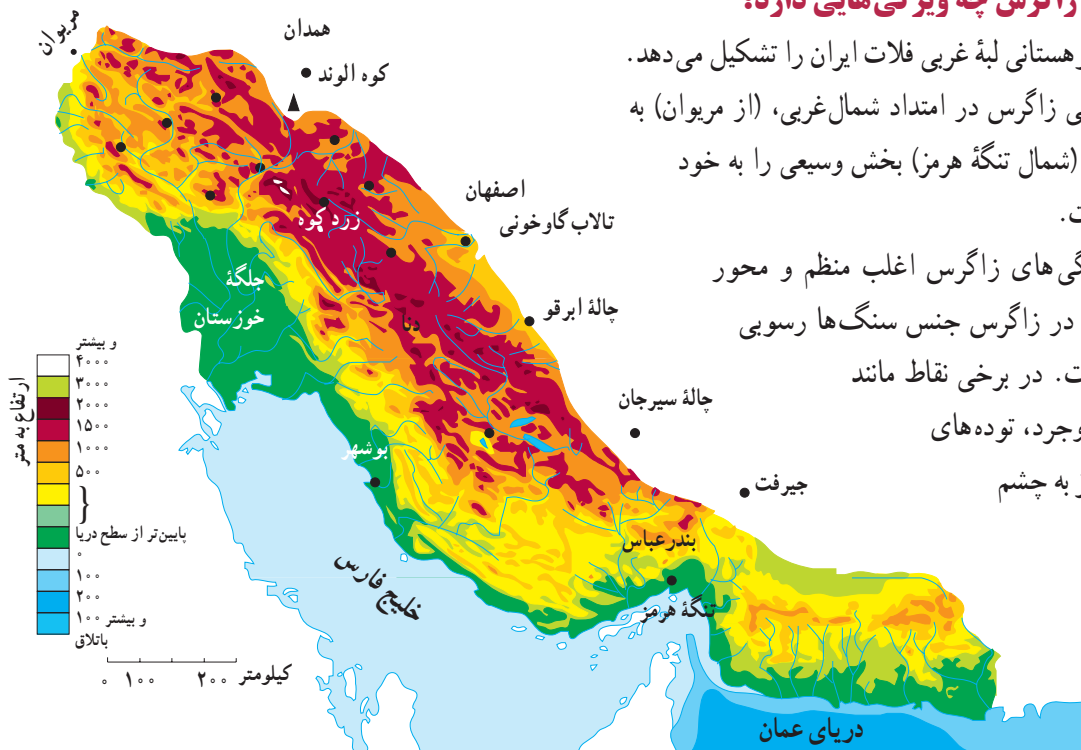 زاگرس چه ویژگی‌هایی دارد؟
لبهٔ غربی فلات ایران را تشکیل می‌دهد.
زاگرس در امتداد شمال‌غربی، (از مریوان) به
(شمال تنگهٔ هرمز) بخش وسیعی را به خود
زاگرس اغلب منظم و محور
در زاگرس جنس سنگ‌ها رسوبی
در برخی نقاط مانند
توده‌های
به چشم
مریوان
همدان
کوه الوند
اصفهان
تالاب گاوخونی
زرد کوه
جلگهٔ
خوزستان
دنا
چالهٔ ابرقو
چالهٔ سیرجان
بوشهر
جیرفت
بندرعباس
تنگهٔ هرمز
خلیج فارس
دریای عمان
ارتفاع به متر
و بیشتر
۴۰۰۰
۳۰۰۰
۲۰۰۰
۱۵۰۰
۱۰۰۰
۵۰۰
}
پایین‌تر از سطح دریا
۰
۱۰۰
۲۰۰
و بیشتر ۱۰۰
باتلاق
۰ ۱۰۰ ۲۰۰ کیلومتر